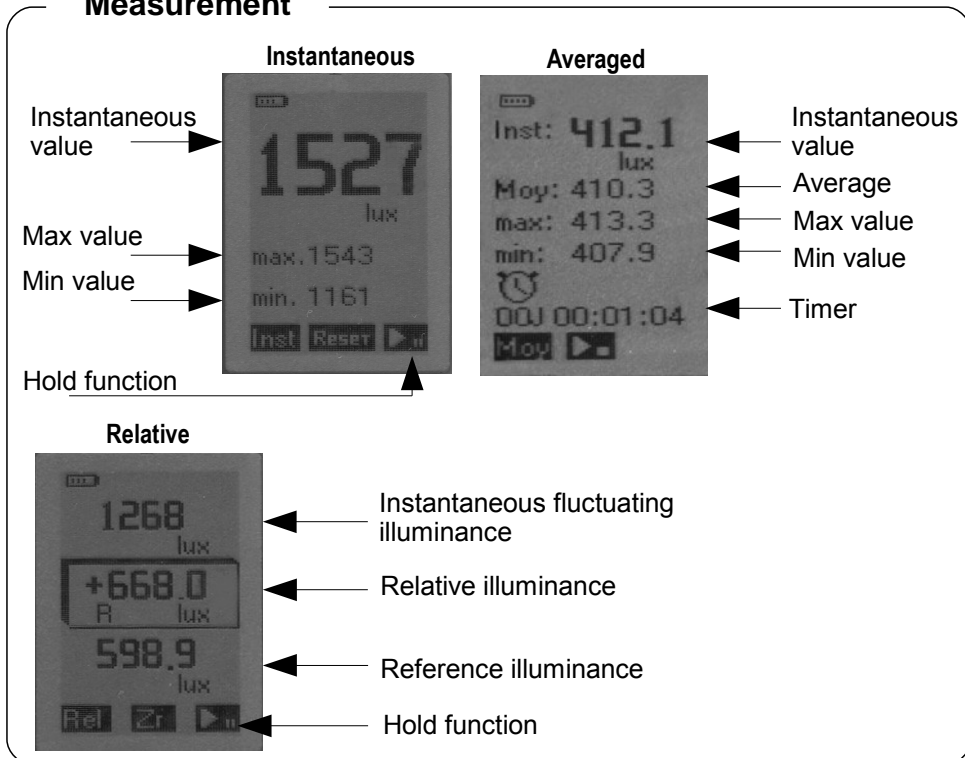 Measurement
Instantaneous
Instantaneous value
1527
lux
max.1543
min. 1161
Inst Reset
Max value
Min value
Hold function
Averaged
Inst: 412.1
lux
Moy: 410.3
max: 413.3
min: 407.9
00J 00:01:04
Moy
Instantaneous value
Average
Max value
Min value
Timer
Relative
1268
lux
+668.0
R lux
598.9
lux
Rel Zr
Instantaneous fluctuating illuminance
Relative illuminance
Reference illuminance
Hold function